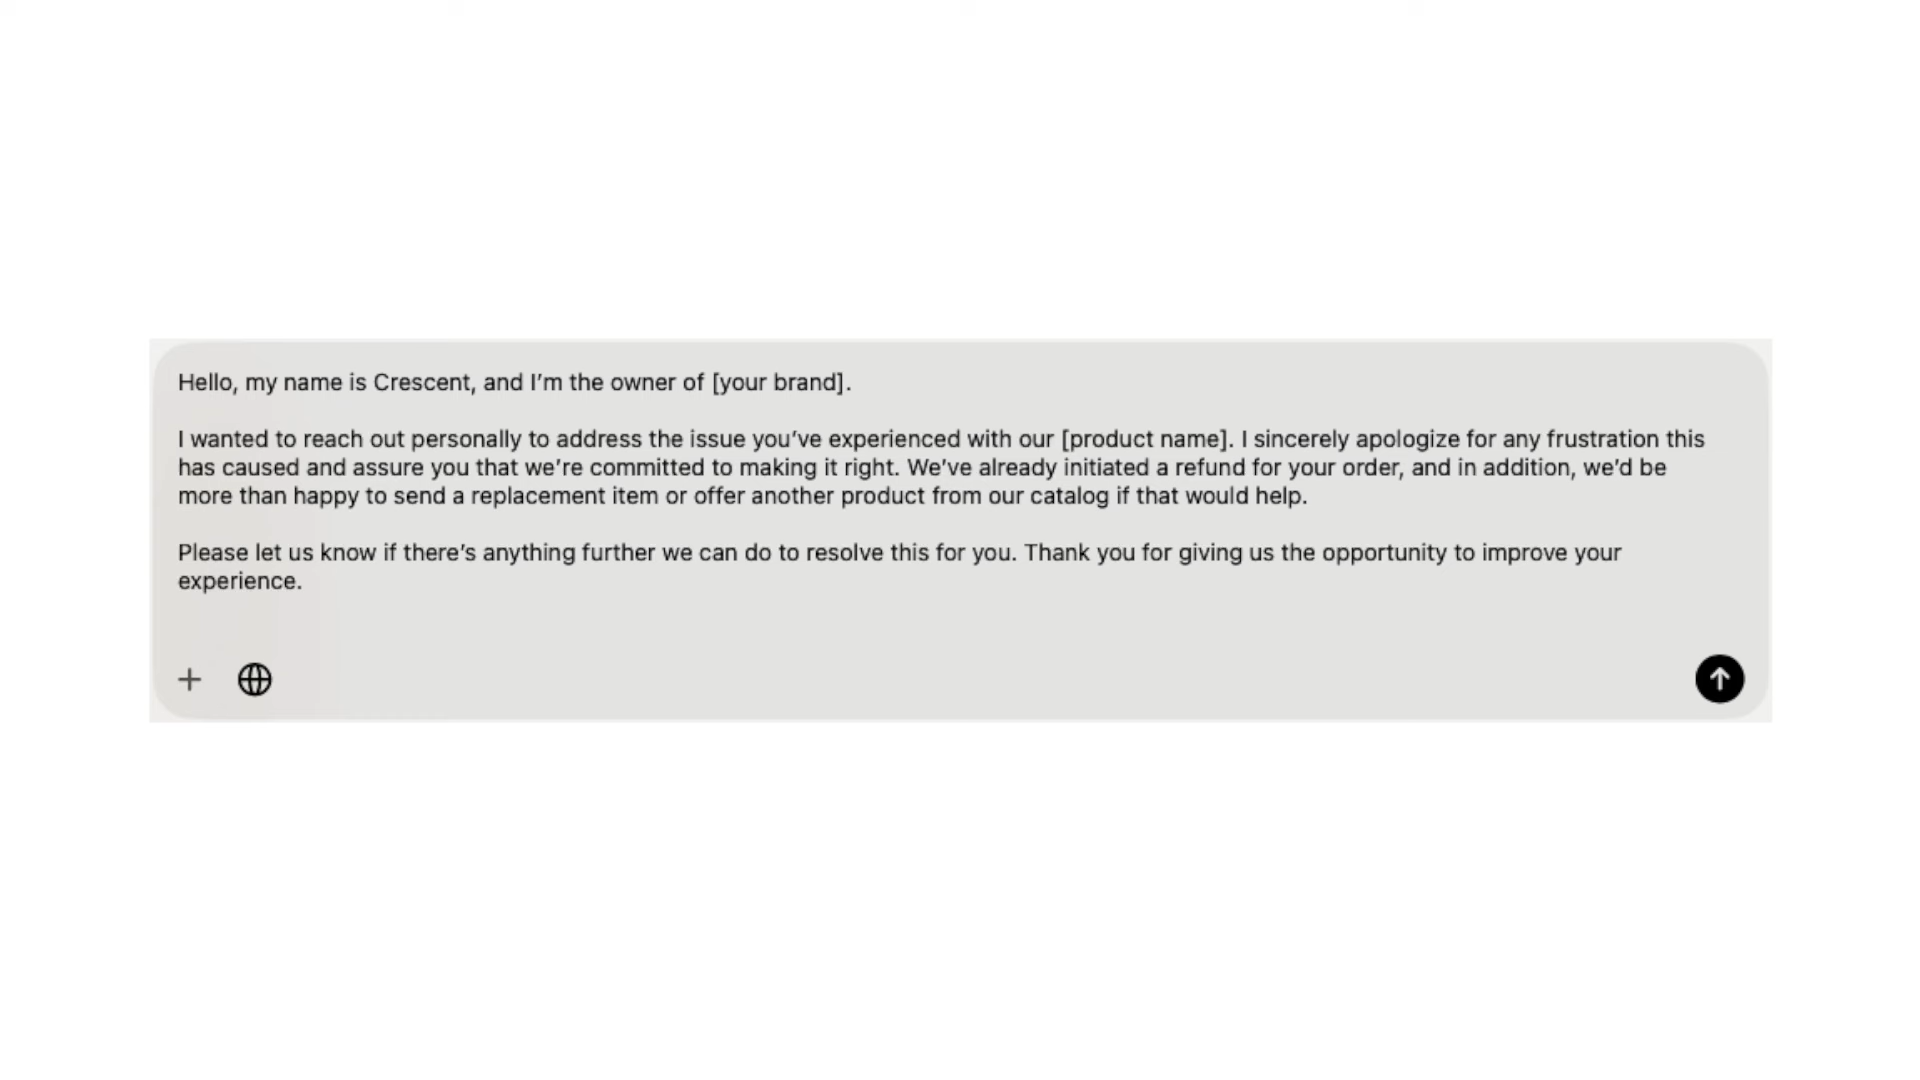 Hello, my name is Crescent, and I’m the owner of [your brand].
I wanted to reach out personally to address the issue you’ve experienced with our [product name]. I sincerely apologize for any frustration this
has caused and assure you that we’re committed to making it right. We’ve already initiated a refund for your order, and in addition, we’d be
more than happy to send a replacement item or offer another product from our catalog if that would help.
Please let us know if there’s anything further we can do to resolve this for you. Thank you for giving us the opportunity to improve your
experience.